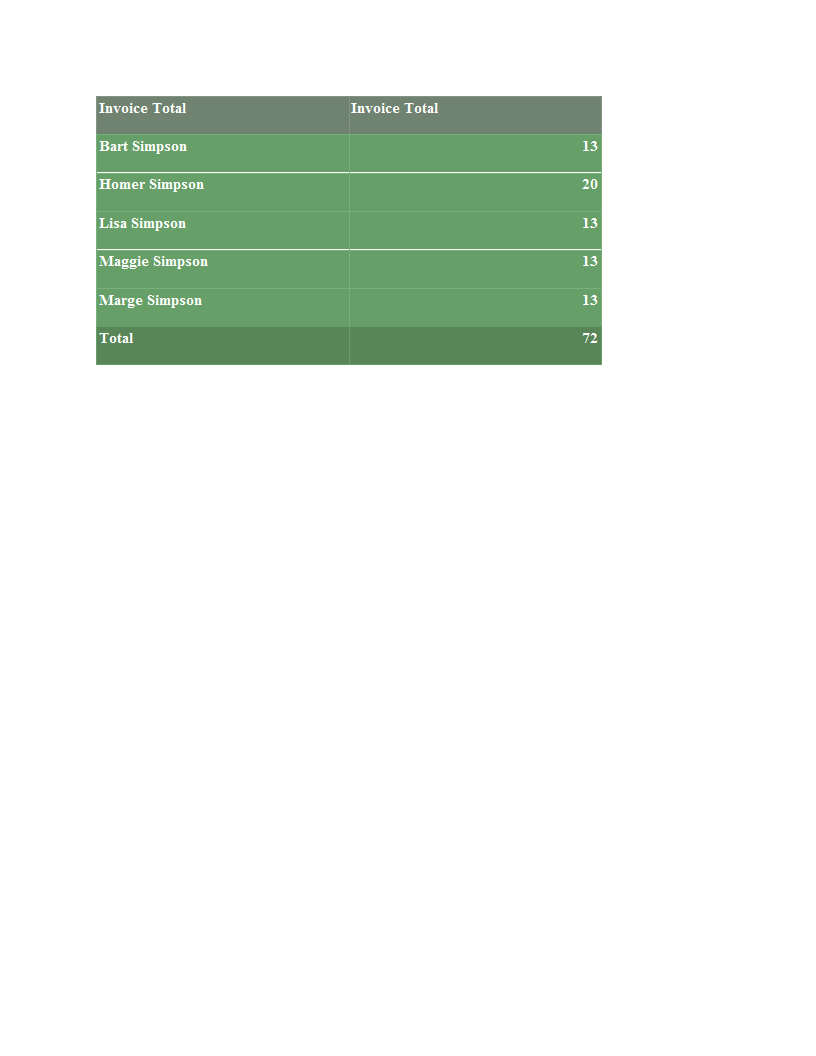 Invoice Total Invoice Total
Bart Simpson 13
Homer Simpson 20
Lisa Simpson 13
Maggie Simpson 13
Marge Simpson 13
Total 72